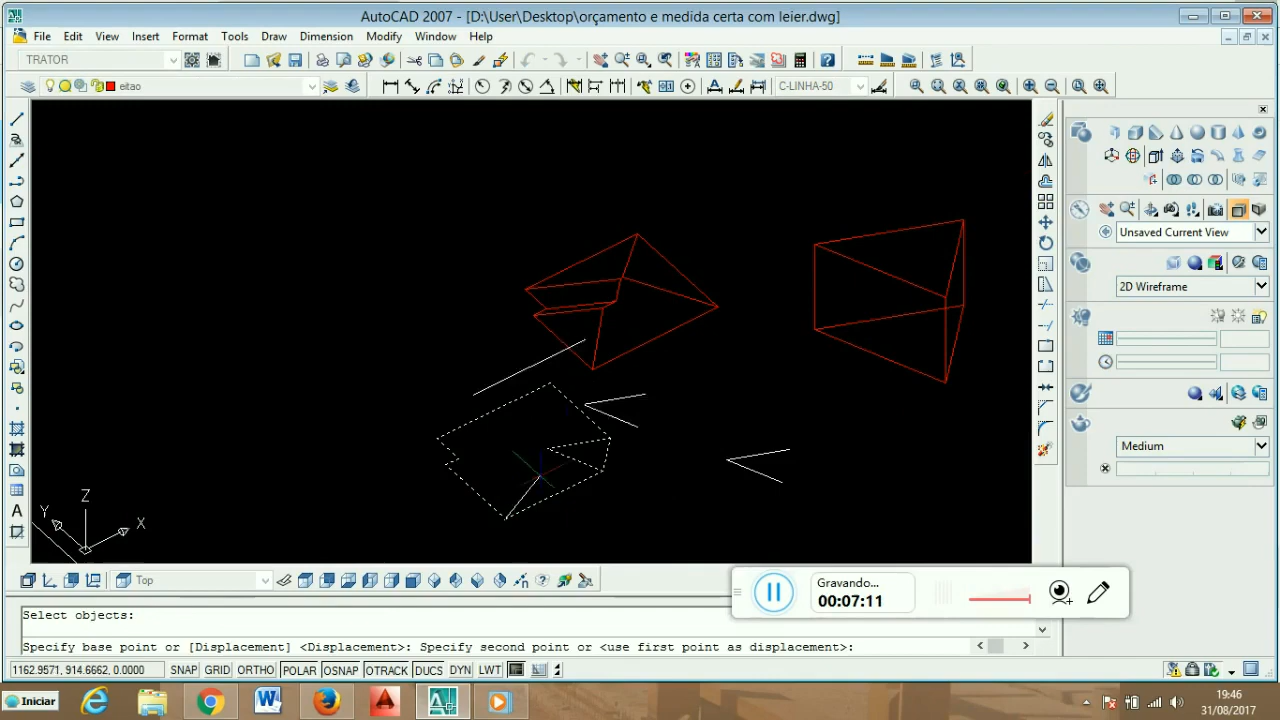 AutoCAD 2007 - [D:\User\Desktop\orçamento e medida certa com leier.dwg]
File Edit View Insert Format Tools Draw Dimension Modify Window Help
TRATOR
eitao
C-LINHA-50
Unsaved Current View
2D Wireframe
Medium
Z
Y
X
Top
Gravando...
00:07:11
Select objects:
Specify base point or [Displacement] <Displacement>: Specify second point or <use first point as displacement>:
1162.9571, 914.6662, 0.0000 SNAP GRID ORTHO POLAR OSNAP OTRACK DUCS DYN LWT
Iniciar
19:46
31/08/2017